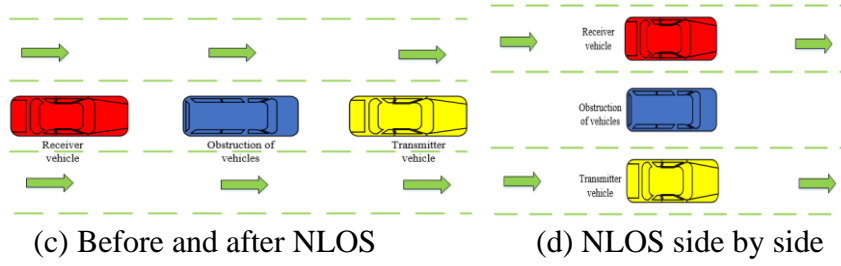 Receiver
vehicle
Obstruction of
vehicles
Transmitter
vehicle
(c) Before and after NLOS
Receiver
vehicle
Obstruction
of vehicles
Transmitter
vehicle
(d) NLOS side by side